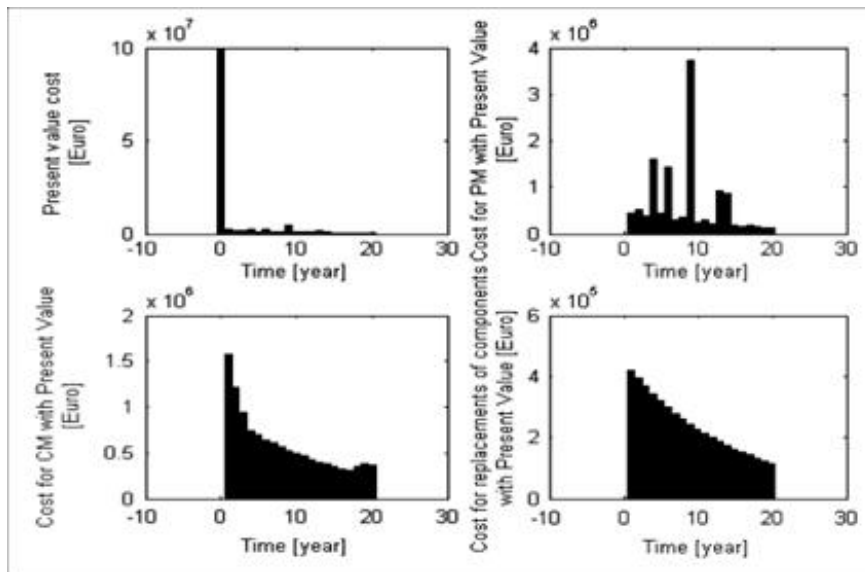 x 10^7
10
5
0
-10 0 10 20 30
Time [year]
Present value cost
[Euro]
x 10^6
4
3
2
1
0
-10 0 10 20 30
Time [year]
Cost for PM with Present Value
[Euro]
x 10^6
2
1.5
1
0.5
0
-10 0 10 20 30
Time [year]
Cost for CM with Present Value
[Euro]
x 10^5
6
4
2
0
-10 0 10 20 30
Time [year]
Cost for replacements of components
with Present Value [Euro]